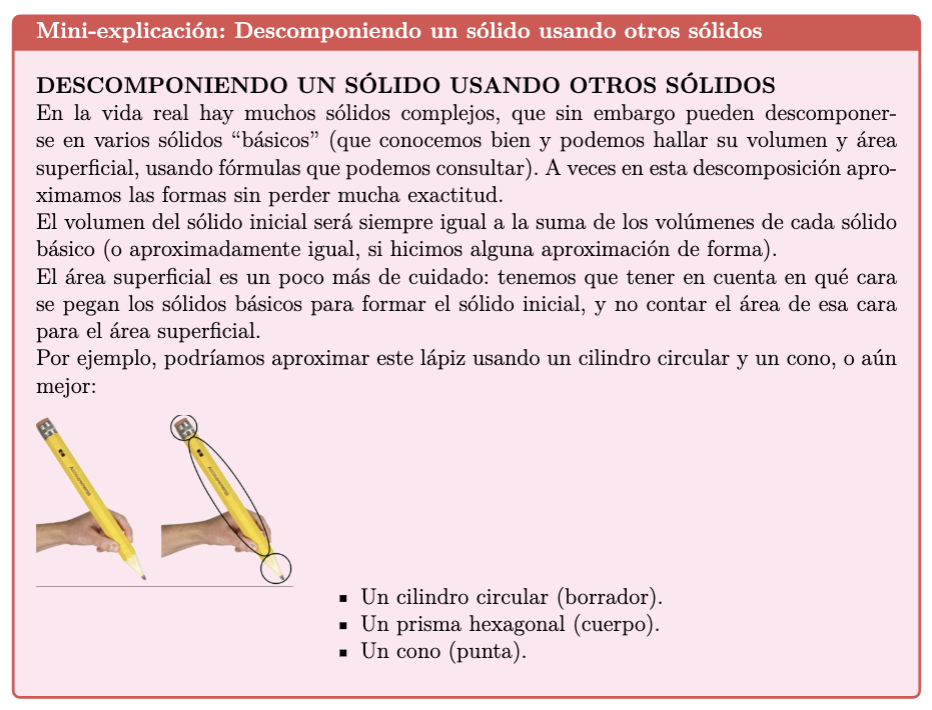 Mini-explicación: Descomponiendo un sólido usando otros sólidos
DESCOMPONIENDO UN SÓLIDO USANDO OTROS SÓLIDOS
En la vida real hay muchos sólidos complejos, que sin embargo pueden descomponer-
se en varios sólidos “básicos” (que conocemos bien y podemos hallar su volumen y área
superficial, usando fórmulas que podemos consultar). A veces en esta descomposición apro-
ximamos las formas sin perder mucha exactitud.
El volumen del sólido inicial será siempre igual a la suma de los volúmenes de cada sólido
básico (o aproximadamente igual, si hicimos alguna aproximación de forma).
El área superficial es un poco más de cuidado: tenemos que tener en cuenta en qué cara
se pegan los sólidos básicos para formar el sólido inicial, y no contar el área de esa cara
para el área superficial.
Por ejemplo, podríamos aproximar este lápiz usando un cilindro circular y un cono, o aún
mejor:
▪ Un cilindro circular (borrador).
▪ Un prisma hexagonal (cuerpo).
▪ Un cono (punta).